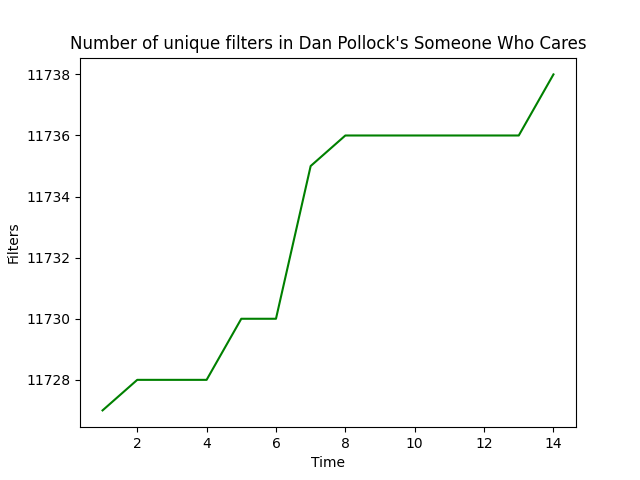 Number of unique filters in Dan Pollock's Someone Who Cares
11738
11736
11734
11732
11730
11728
Filters
2 4 6 8 10 12 14
Time